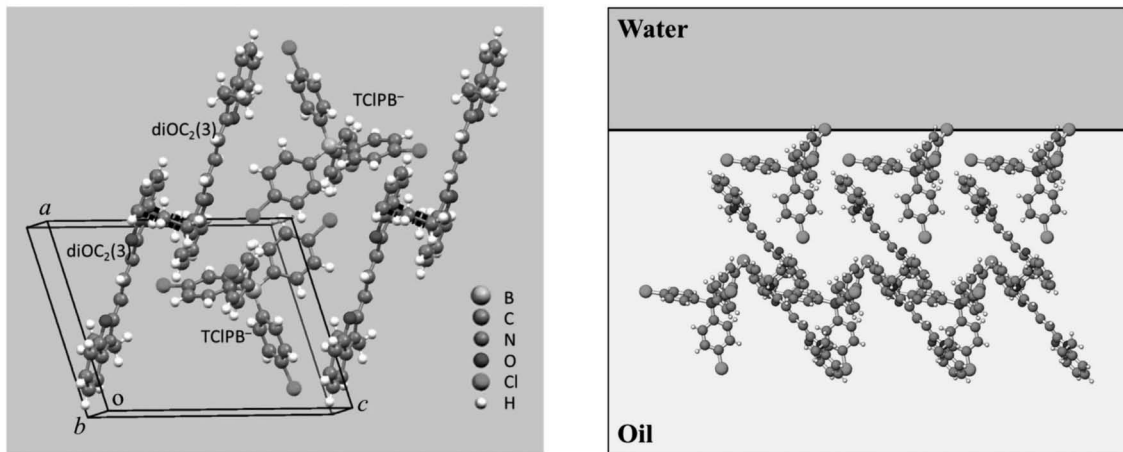 TClPB⁻
diOC₂(3)
a
diOC₂(3)
TClPB⁻
B
C
N
O
Cl
H
o
b
c
Water
Oil